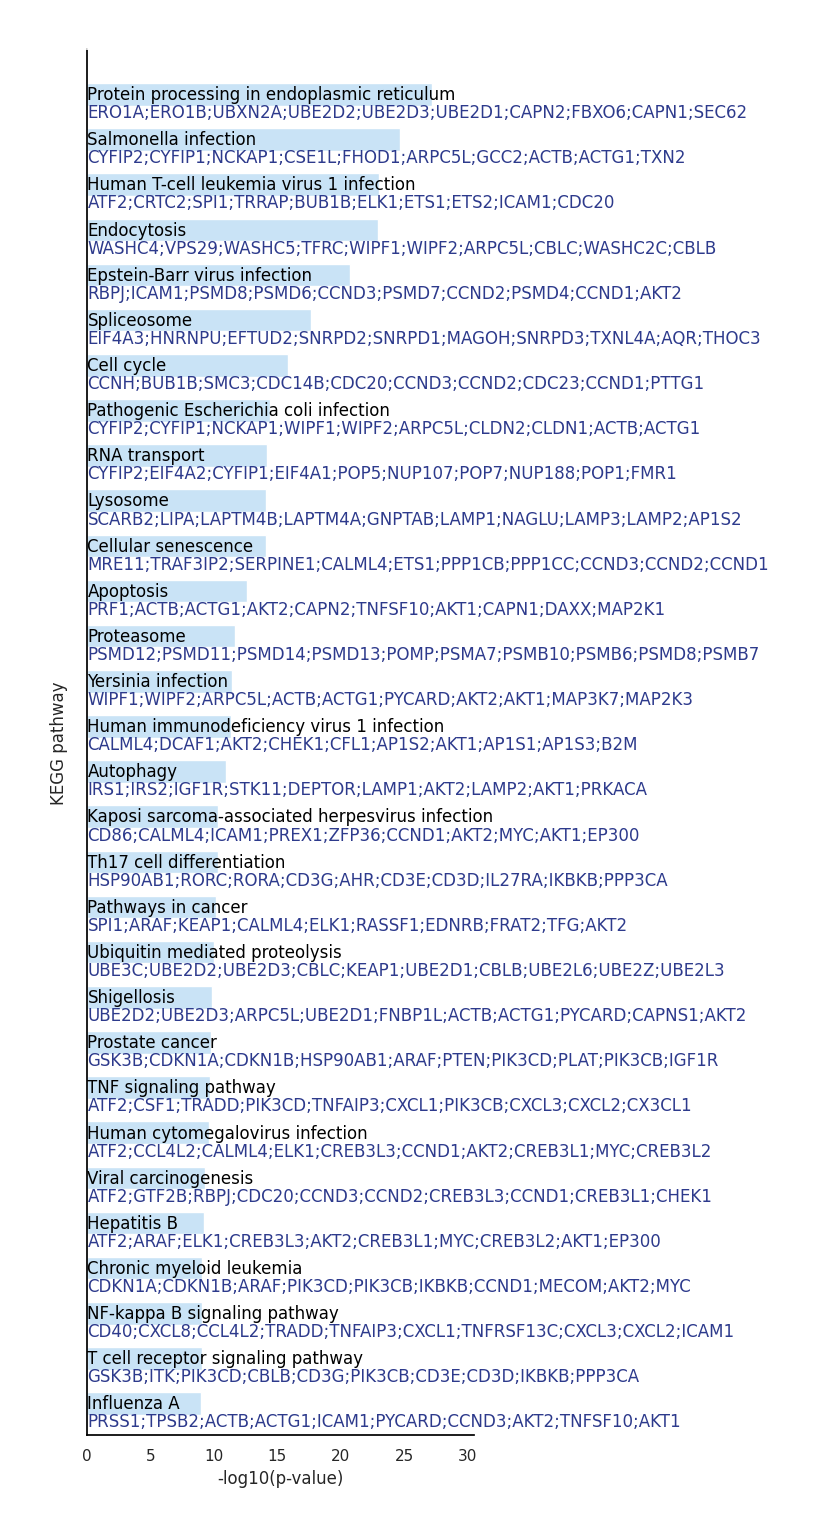 Protein processing in endoplasmic reticulum
ERO1A;ERO1B;UBXN2A;UBE2D2;UBE2D3;UBE2D1;CAPN2;FBXO6;CAPN1;SEC62
Salmonella infection
CYFIP2;CYFIP1;NCKAP1;CSE1L;FHOD1;ARPC5L;GCC2;ACTB;ACTG1;TXN2
Human T-cell leukemia virus 1 infection
ATF2;CRTC2;SPI1;TRRAP;BUB1B;ELK1;ETS1;ETS2;ICAM1;CDC20
Endocytosis
WASHC4;VPS29;WASHC5;TFRC;WIPF1;WIPF2;ARPC5L;CBLC;WASHC2C;CBLB
Epstein-Barr virus infection
RBPJ;ICAM1;PSMD8;PSMD6;CCND3;PSMD7;CCND2;PSMD4;CCND1;AKT2
Spliceosome
EIF4A3;HNRNPU;EFTUD2;SNRPD2;SNRPD1;MAGOH;SNRPD3;TXNL4A;AQR;THOC3
Cell cycle
CCNH;BUB1B;SMC3;CDC14B;CDC20;CCND3;CCND2;CDC23;CCND1;PTTG1
Pathogenic Escherichia coli infection
CYFIP2;CYFIP1;NCKAP1;WIPF1;WIPF2;ARPC5L;CLDN2;CLDN1;ACTB;ACTG1
RNA transport
CYFIP2;EIF4A2;CYFIP1;EIF4A1;POP5;NUP107;POP7;NUP188;POP1;FMR1
Lysosome
SCARB2;LIPA;LAPTM4B;LAPTM4A;GNPTAB;LAMP1;NAGLU;LAMP3;LAMP2;AP1S2
Cellular senescence
MRE11;TRAF3IP2;SERPINE1;CALML4;ETS1;PPP1CB;PPP1CC;CCND3;CCND2;CCND1
Apoptosis
PRF1;ACTB;ACTG1;AKT2;CAPN2;TNFSF10;AKT1;CAPN1;DAXX;MAP2K1
Proteasome
PSMD12;PSMD11;PSMD14;PSMD13;POMP;PSMA7;PSMB10;PSMB6;PSMD8;PSMB7
Yersinia infection
WIPF1;WIPF2;ARPC5L;ACTB;ACTG1;PYCARD;AKT2;AKT1;MAP3K7;MAP2K3
Human immunodeficiency virus 1 infection
CALML4;DCAF1;AKT2;CHEK1;CFL1;AP1S2;AKT1;AP1S1;AP1S3;B2M
Autophagy
IRS1;IRS2;IGF1R;STK11;DEPTOR;LAMP1;AKT2;LAMP2;AKT1;PRKACA
Kaposi sarcoma-associated herpesvirus infection
CD86;CALML4;ICAM1;PREX1;ZFP36;CCND1;AKT2;MYC;AKT1;EP300
Th17 cell differentiation
HSP90AB1;RORC;RORA;CD3G;AHR;CD3E;CD3D;IL27RA;IKBKB;PPP3CA
Pathways in cancer
SPI1;ARAF;KEAP1;CALML4;ELK1;RASSF1;EDNRB;FRAT2;TFG;AKT2
Ubiquitin mediated proteolysis
UBE3C;UBE2D2;UBE2D3;CBLC;KEAP1;UBE2D1;CBLB;UBE2L6;UBE2Z;UBE2L3
Shigellosis
UBE2D2;UBE2D3;ARPC5L;UBE2D1;FNBP1L;ACTB;ACTG1;PYCARD;CAPNS1;AKT2
Prostate cancer
GSK3B;CDKN1A;CDKN1B;HSP90AB1;ARAF;PTEN;PIK3CD;PLAT;PIK3CB;IGF1R
TNF signaling pathway
ATF2;CSF1;TRADD;PIK3CD;TNFAIP3;CXCL1;PIK3CB;CXCL3;CXCL2;CX3CL1
Human cytomegalovirus infection
ATF2;CCL4L2;CALML4;ELK1;CREB3L3;CCND1;AKT2;CREB3L1;MYC;CREB3L2
Viral carcinogenesis
ATF2;GTF2B;RBPJ;CDC20;CCND3;CCND2;CREB3L3;CCND1;CREB3L1;CHEK1
Hepatitis B
ATF2;ARAF;ELK1;CREB3L3;AKT2;CREB3L1;MYC;CREB3L2;AKT1;EP300
Chronic myeloid leukemia
CDKN1A;CDKN1B;ARAF;PIK3CD;PIK3CB;IKBKB;CCND1;MECOM;AKT2;MYC
NF-kappa B signaling pathway
CD40;CXCL8;CCL4L2;TRADD;TNFAIP3;CXCL1;TNFRSF13C;CXCL3;CXCL2;ICAM1
T cell receptor signaling pathway
GSK3B;ITK;PIK3CD;CBLB;CD3G;PIK3CB;CD3E;CD3D;IKBKB;PPP3CA
Influenza A
PRSS1;TPSB2;ACTB;ACTG1;ICAM1;PYCARD;CCND3;AKT2;TNFSF10;AKT1
KEGG pathway
0 5 10 15 20 25 30
-log10(p-value)